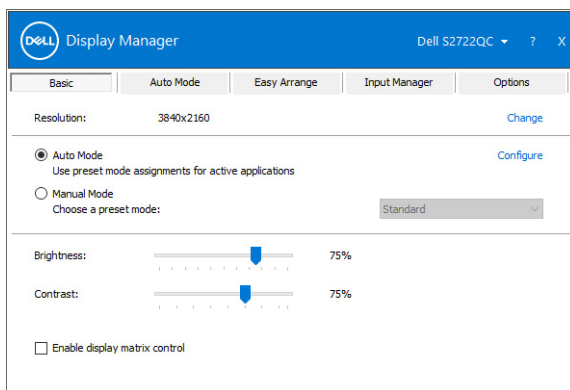 DELL Display Manager Dell S2722QC ? X
Basic Auto Mode Easy Arrange Input Manager Options
Resolution: 3840x2160 Change
Auto Mode Configure
Use preset mode assignments for active applications
Manual Mode
Choose a preset mode: Standard
Brightness: 75%
Contrast: 75%
Enable display matrix control